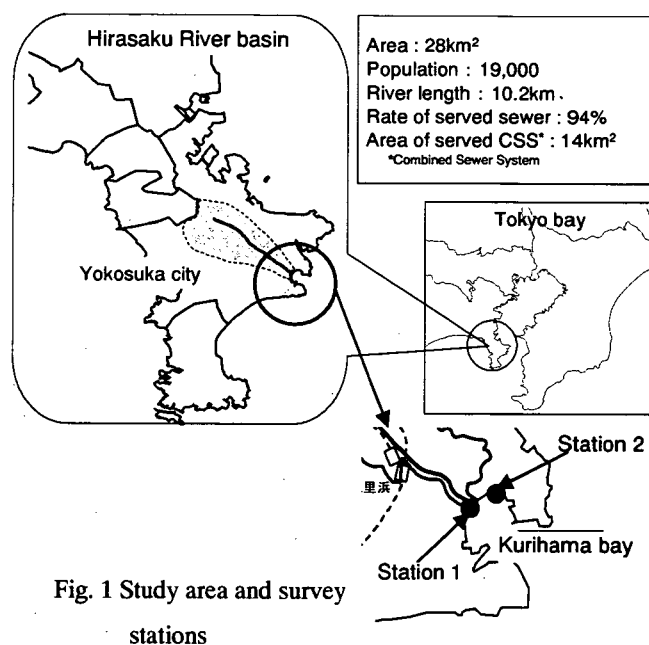 Hirasaku River basin
Yokosuka city
Area : 28km²
Population : 19,000
River length : 10.2km
Rate of served sewer : 94%
Area of served CSS* : 14km²
*Combined Sewer System
Tokyo bay
Station 2
里浜
Kurihama bay
Station 1
Fig. 1 Study area and survey
stations